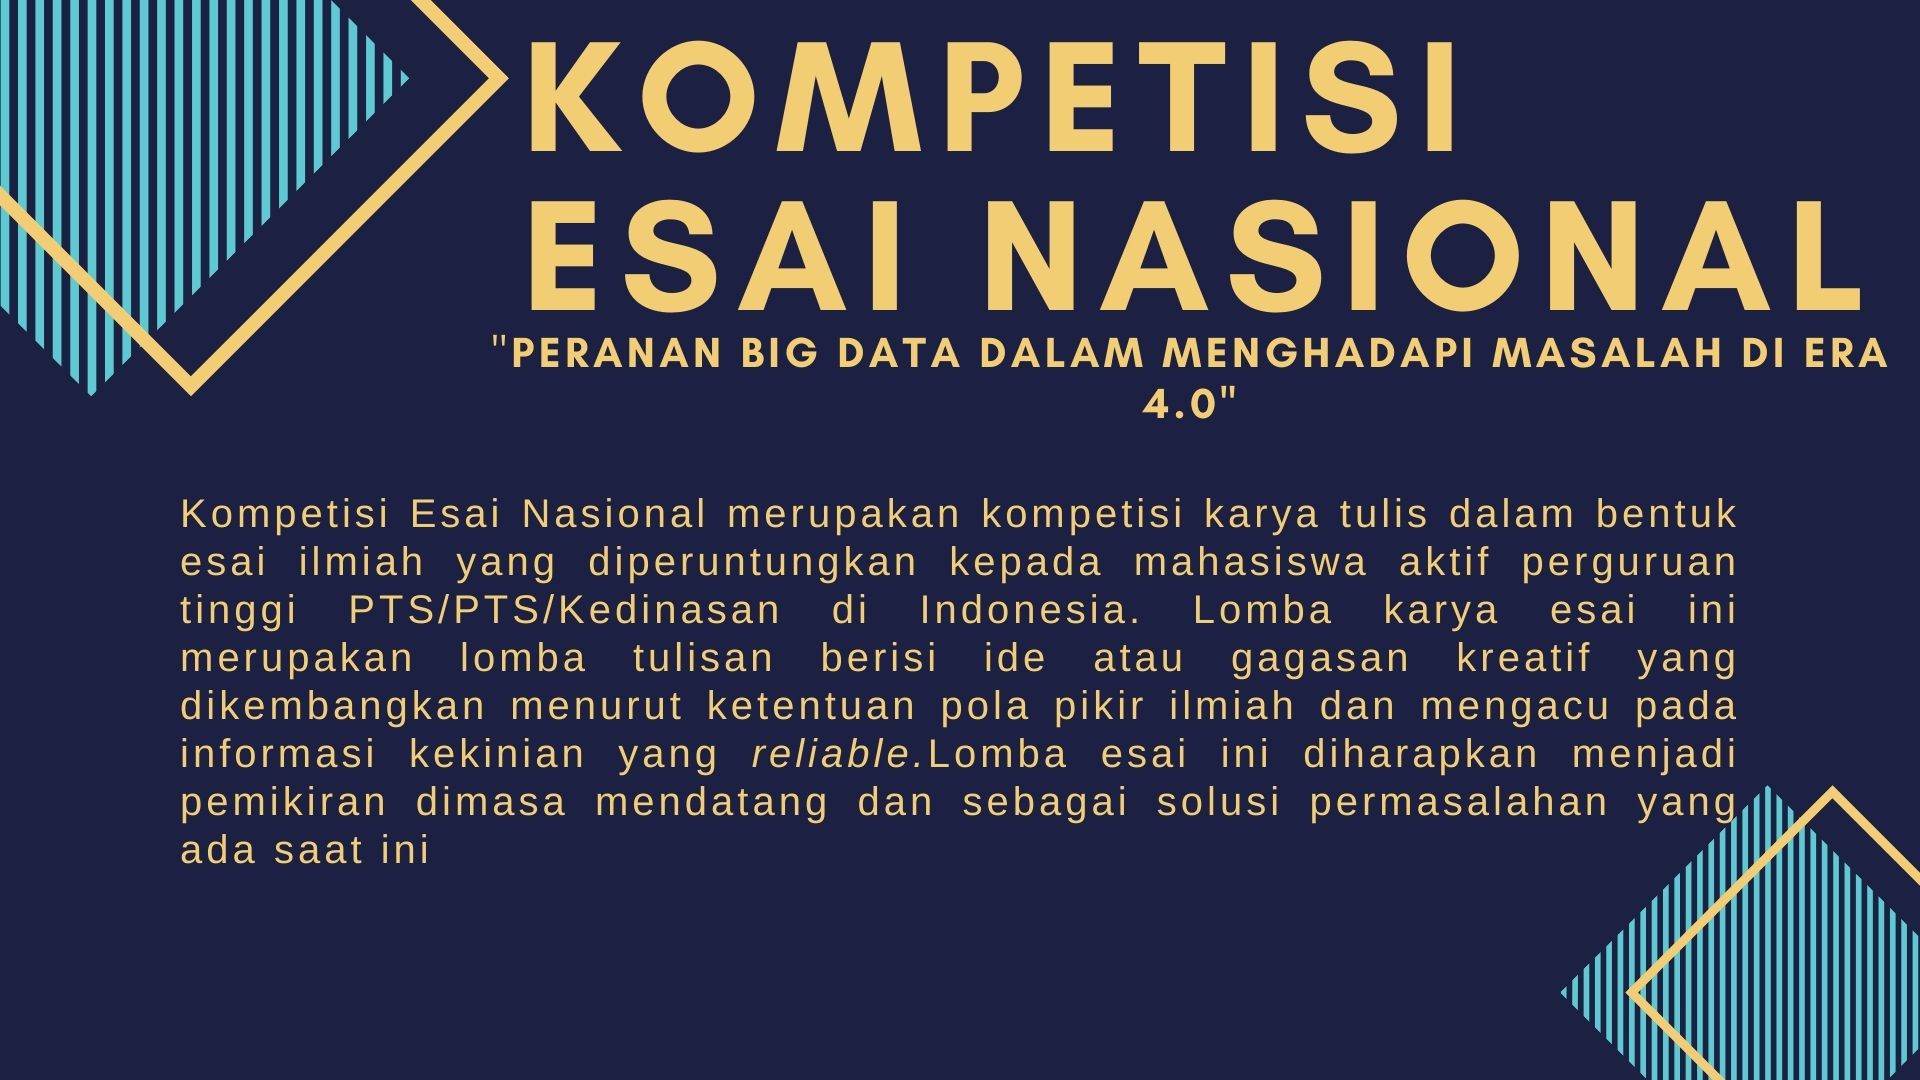 KOMPETISI
ESAI NASIONAL
"PERANAN BIG DATA DALAM MENGHADAPI MASALAH DI ERA
4.0"
Kompetisi Esai Nasional merupakan kompetisi karya tulis dalam bentuk
esai ilmiah yang diperuntungkan kepada mahasiswa aktif perguruan
tinggi PTS/PTS/Kedinasan di Indonesia. Lomba karya esai ini
merupakan lomba tulisan berisi ide atau gagasan kreatif yang
dikembangkan menurut ketentuan pola pikir ilmiah dan mengacu pada
informasi kekinian yang reliable.Lomba esai ini diharapkan menjadi
pemikiran dimasa mendatang dan sebagai solusi permasalahan yang
ada saat ini